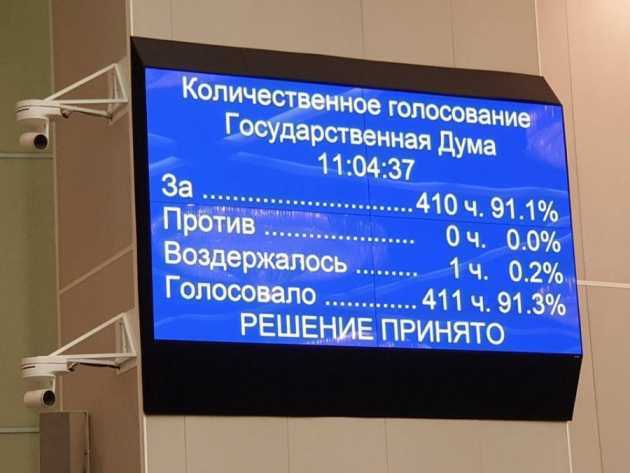 Количественное голосование
Государственная Дума
11:04:37
За ............................ 410 ч. 91.1%
Против .................... 0 ч. 0.0%
Воздержалось ......... 1 ч. 0.2%
Голосовало ............. 411 ч. 91.3%
РЕШЕНИЕ ПРИНЯТО